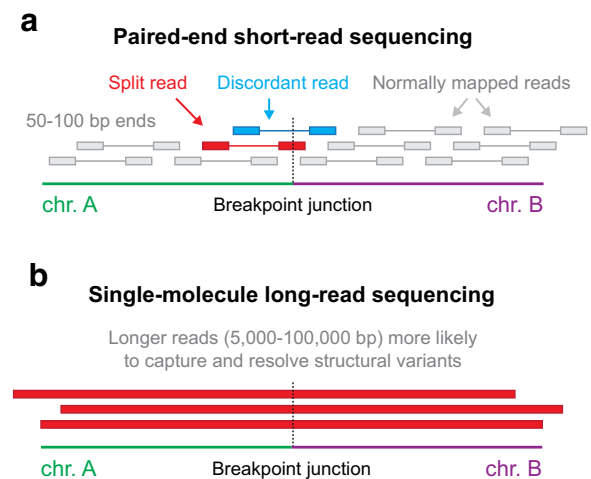 a
Paired-end short-read sequencing
Split read
Discordant read
Normally mapped reads
50-100 bp ends
chr. A
Breakpoint junction
chr. B
b
Single-molecule long-read sequencing
Longer reads (5,000-100,000 bp) more likely
to capture and resolve structural variants
chr. A
Breakpoint junction
chr. B